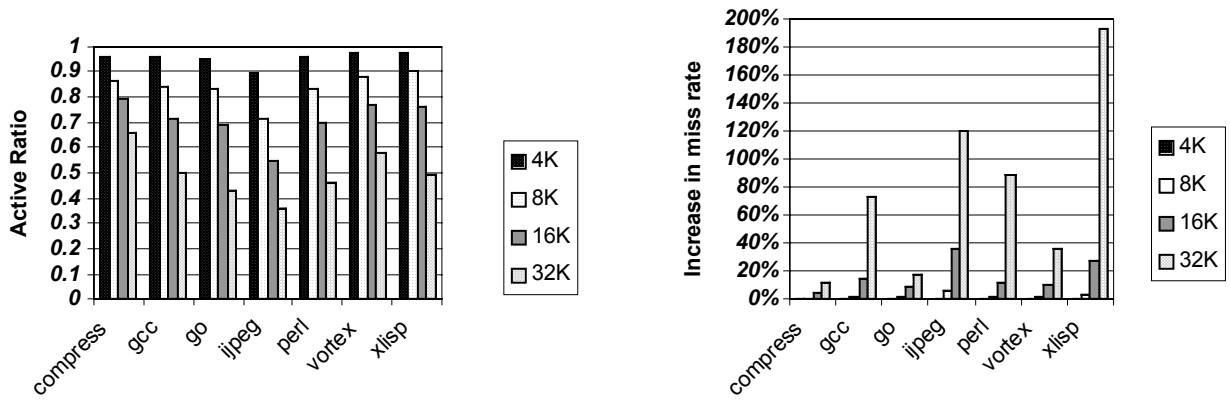 Active Ratio
1
0.9
0.8
0.7
0.6
0.5
0.4
0.3
0.2
0.1
0
compress
gcc
go
ijpeg
perl
vortex
xlisp
4K
8K
16K
32K
Increase in miss rate
200%
180%
160%
140%
120%
100%
80%
60%
40%
20%
0%
compress
gcc
go
ijpeg
perl
vortex
xlisp
4K
8K
16K
32K